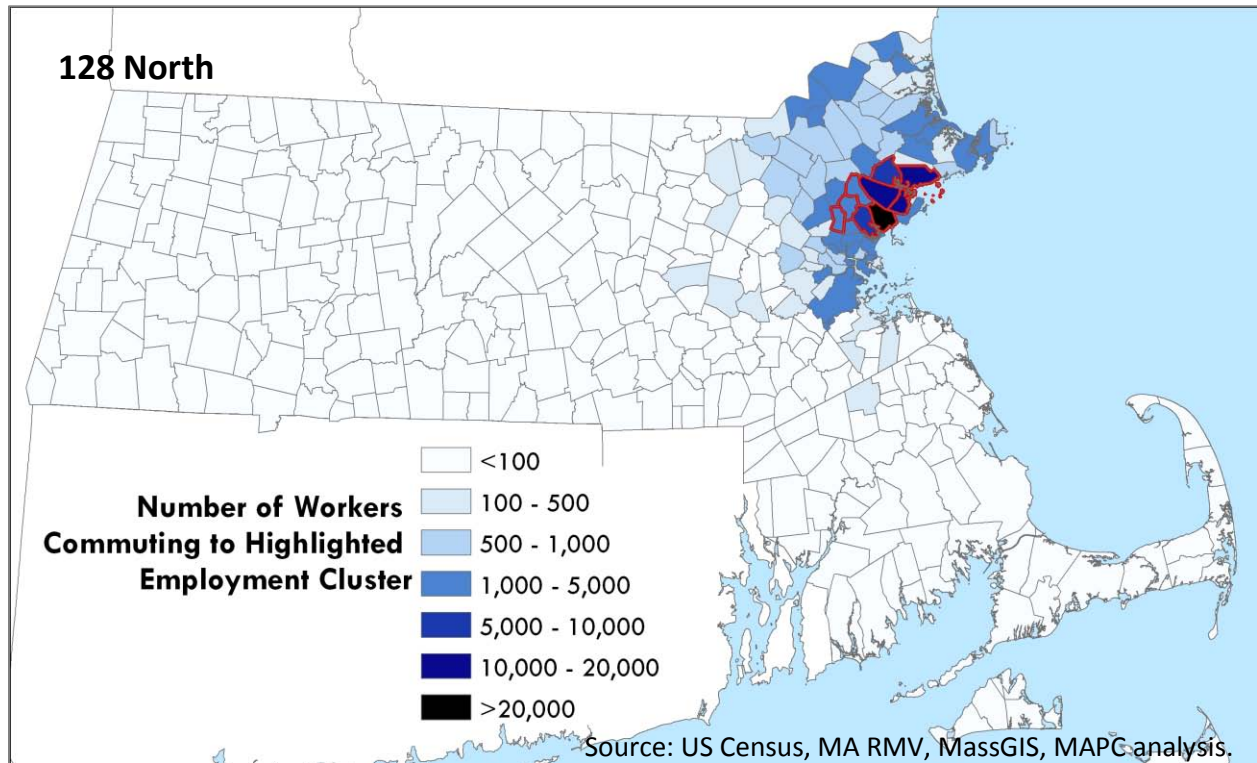 128 North
Number of Workers
Commuting to Highlighted
Employment Cluster
<100
100 - 500
500 - 1,000
1,000 - 5,000
5,000 - 10,000
10,000 - 20,000
>20,000
Source: US Census, MA RMV, MassGIS, MAPC analysis.